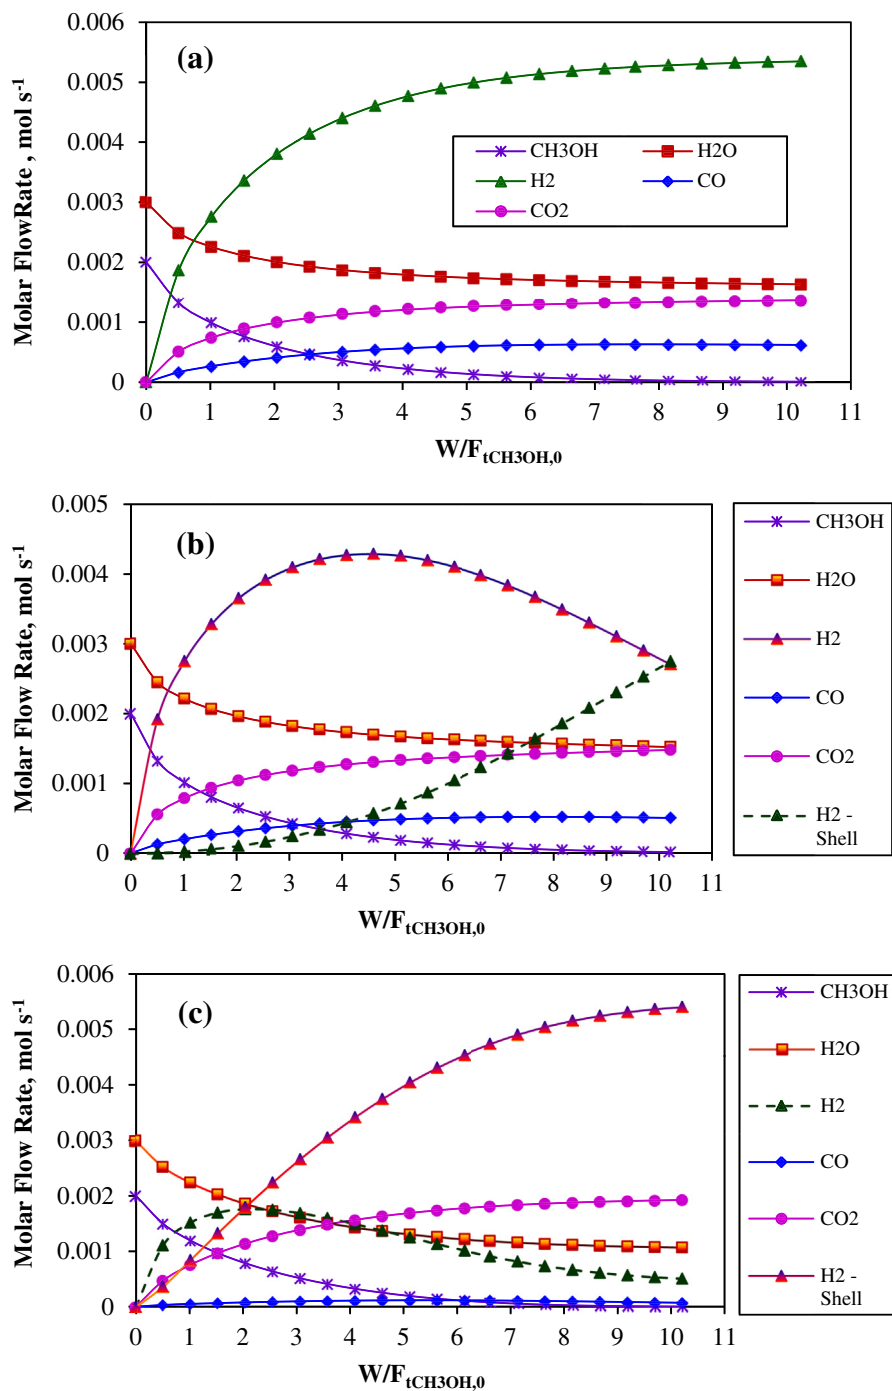 0.006
(a)
0.005
0.004
CH3OH H2O
H2 CO
CO2
0.003
0.002
0.001
0
Molar FlowRate , mol s-1
0 1 2 3 4 5 6 7 8 9 10 11
W/FtCH3OH,0
0.005
(b)
0.004
0.003
0.002
0.001
0
Molar Flow Rate, mol s-1
0 1 2 3 4 5 6 7 8 9 10 11
W/FtCH3OH,0
CH3OH
H2O
H2
CO
CO2
H2 -
Shell
0.006
(c)
0.005
0.004
0.003
0.002
0.001
0
Molar Flow Rate, mol s-1
0 1 2 3 4 5 6 7 8 9 10 11
W/FtCH3OH,0
CH3OH
H2O
H2
CO
CO2
H2 -
Shell